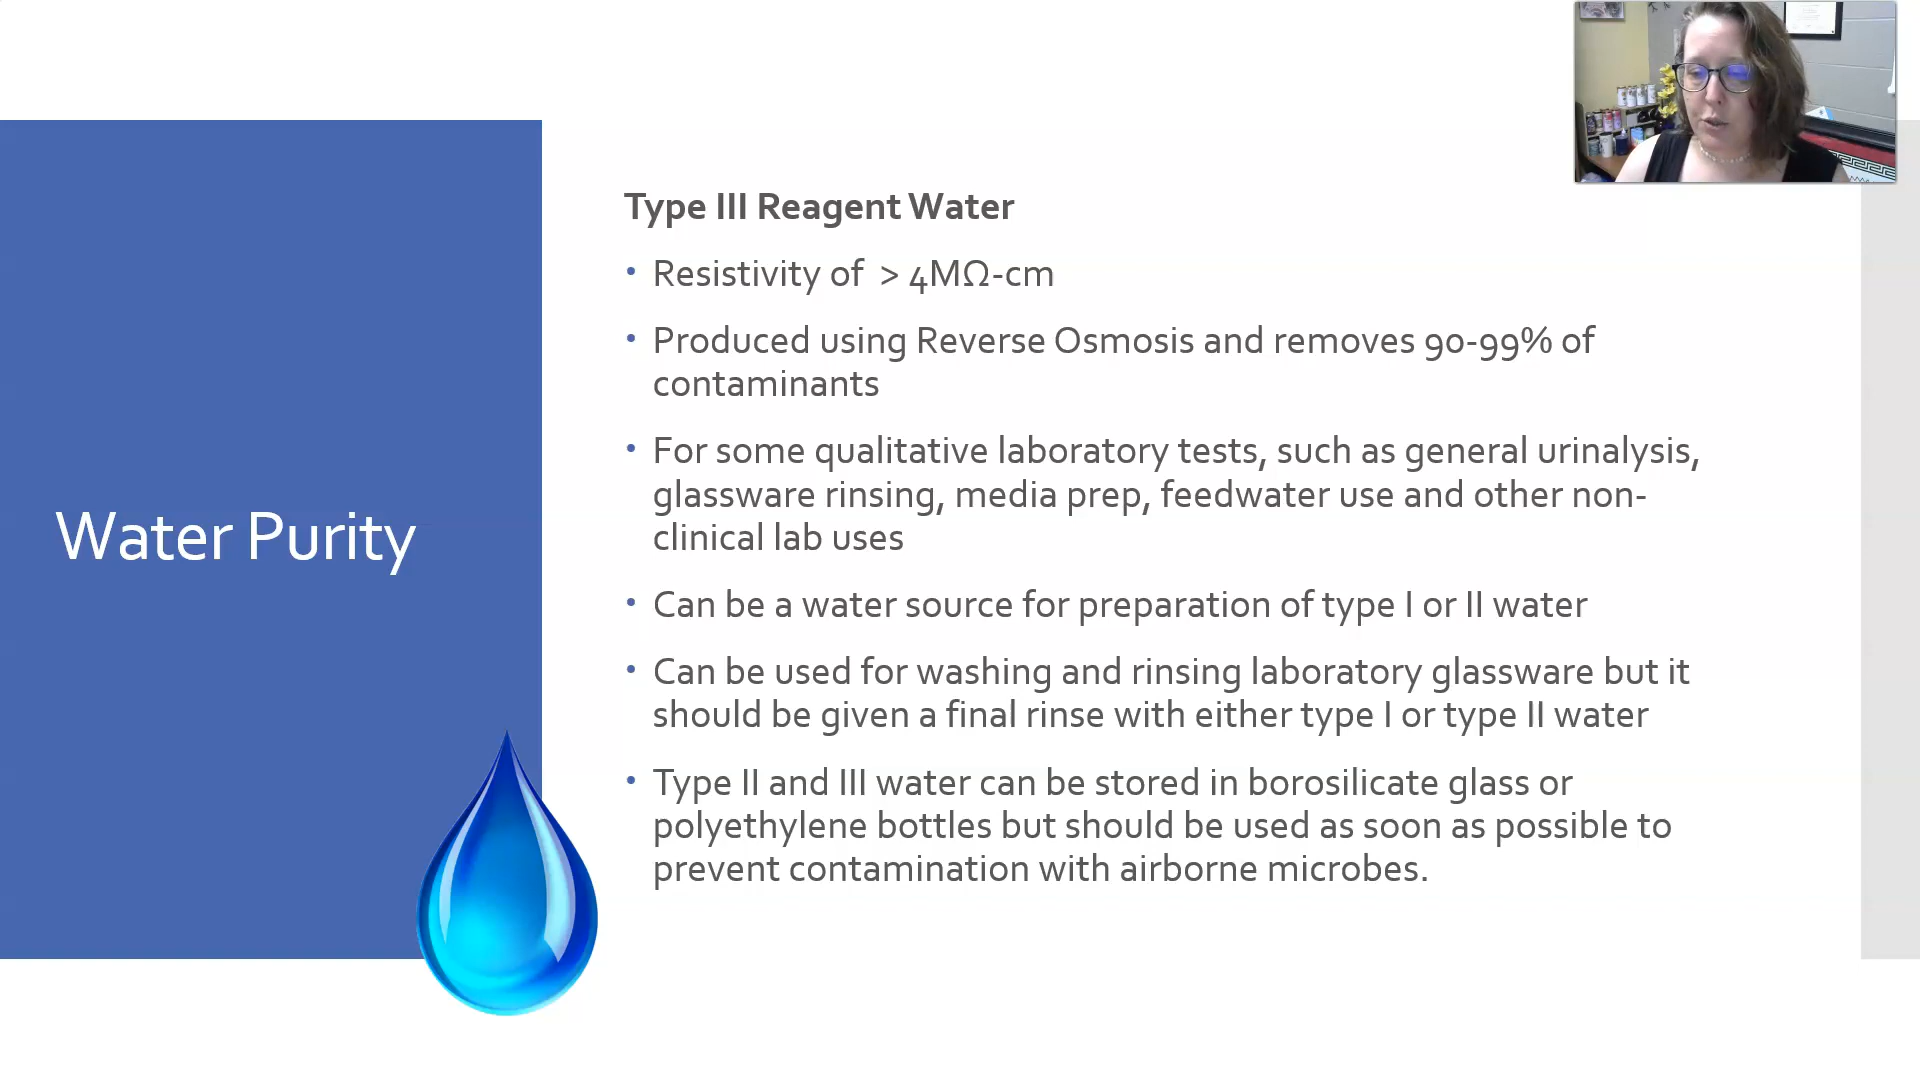 Water Purity
Type III Reagent Water
• Resistivity of > 4MΩ-cm
• Produced using Reverse Osmosis and removes 90-99% of
contaminants
• For some qualitative laboratory tests, such as general urinalysis,
glassware rinsing, media prep, feedwater use and other non-
clinical lab uses
• Can be a water source for preparation of type I or II water
• Can be used for washing and rinsing laboratory glassware but it
should be given a final rinse with either type I or type II water
• Type II and III water can be stored in borosilicate glass or
polyethylene bottles but should be used as soon as possible to
prevent contamination with airborne microbes.